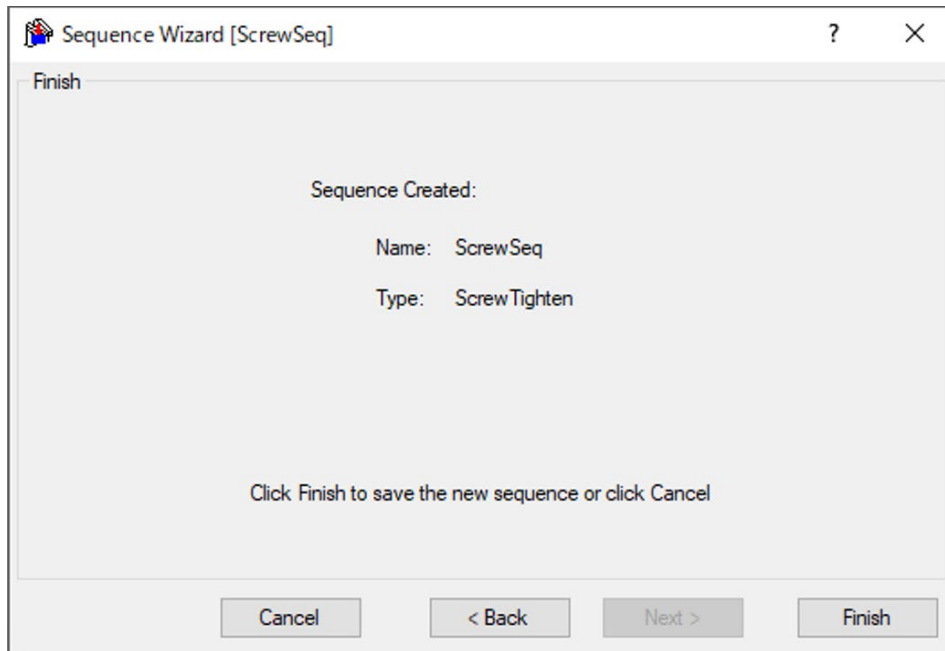 Sequence Wizard [ScrewSeq]
?
Finish
Sequence Created:
Name: ScrewSeq
Type: ScrewTighten
Click Finish to save the new sequence or click Cancel
Cancel < Back Next > Finish